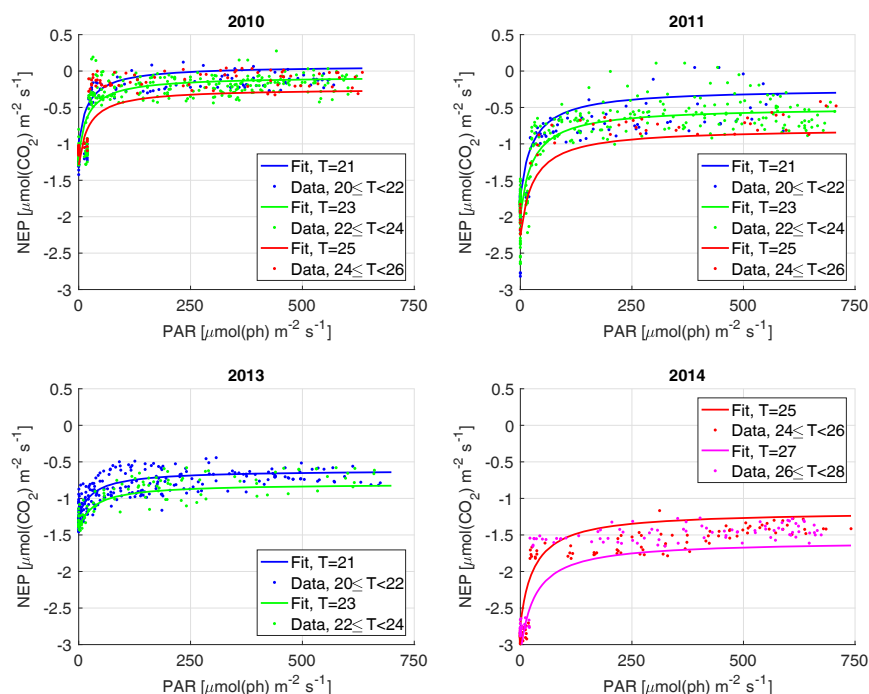 2010
0.5
0
-0.5
-1
-1.5
-2
-2.5
-3
NEP [μmol(CO₂) m⁻² s⁻¹]
0
250
500
750
PAR [μmol(ph) m⁻² s⁻¹]
Fit, T=21
Data, 20≤ T<22
Fit, T=23
Data, 22≤ T<24
Fit, T=25
Data, 24≤ T<26
2011
0.5
0
-0.5
-1
-1.5
-2
-2.5
-3
NEP [μmol(CO₂) m⁻² s⁻¹]
0
250
500
750
PAR [μmol(ph) m⁻² s⁻¹]
Fit, T=21
Data, 20≤ T<22
Fit, T=23
Data, 22≤ T<24
Fit, T=25
Data, 24≤ T<26
2013
0.5
0
-0.5
-1
-1.5
-2
-2.5
-3
NEP [μmol(CO₂) m⁻² s⁻¹]
0
250
500
750
PAR [μmol(ph) m⁻² s⁻¹]
Fit, T=21
Data, 20≤ T<22
Fit, T=23
Data, 22≤ T<24
2014
0.5
0
-0.5
-1
-1.5
-2
-2.5
-3
NEP [μmol(CO₂) m⁻² s⁻¹]
0
250
500
750
PAR [μmol(ph) m⁻² s⁻¹]
Fit, T=25
Data, 24≤ T<26
Fit, T=27
Data, 26≤ T<28